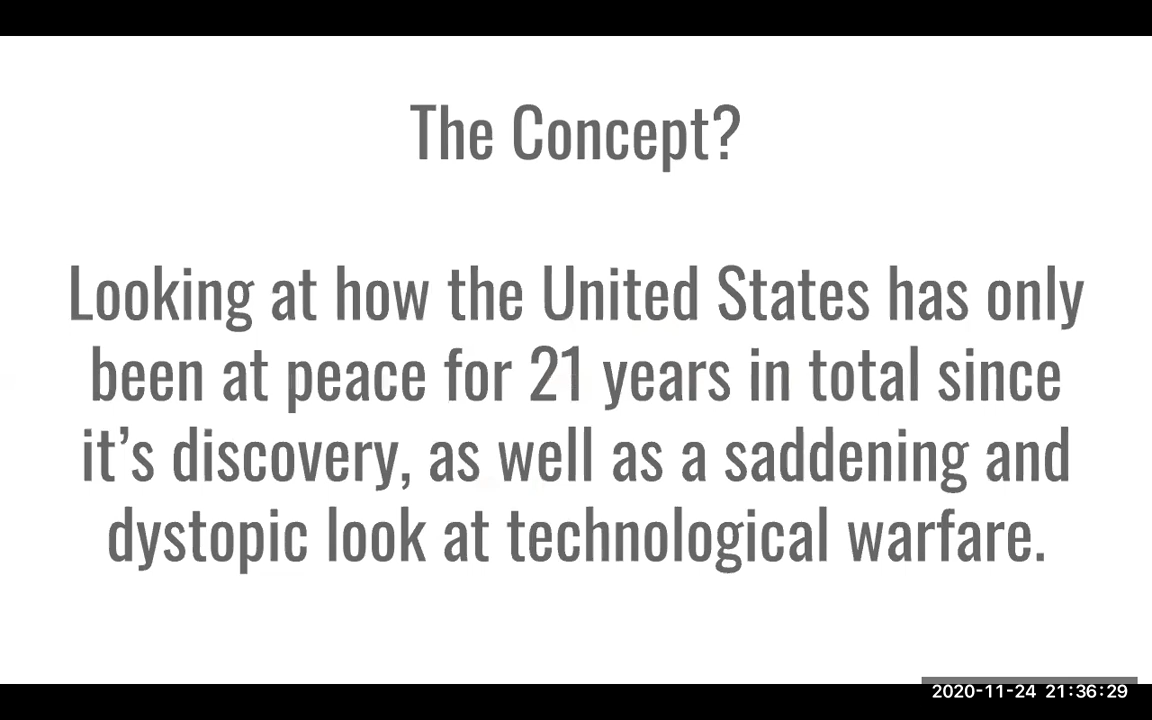 The Concept?
Looking at how the United States has only
been at peace for 21 years in total since
it’s discovery, as well as a saddening and
dystopic look at technological warfare.
2020-11-24 21:36:29